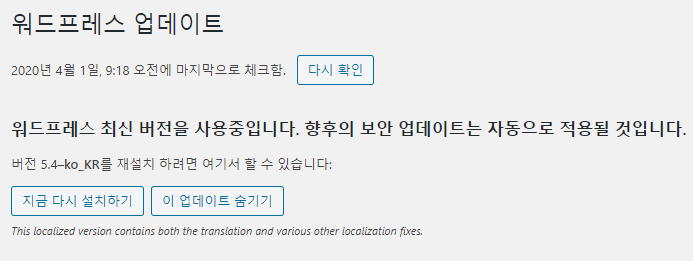 워드프레스 업데이트
2020년 4월 1일, 9:18 오전에 마지막으로 체크함. 다시 확인
워드프레스 최신 버전을 사용중입니다. 향후의 보안 업데이트는 자동으로 적용될 것입니다.
버전 5.4–ko_KR를 재설치 하려면 여기서 할 수 있습니다:
지금 다시 설치하기 이 업데이트 숨기기
This localized version contains both the translation and various other localization fixes.